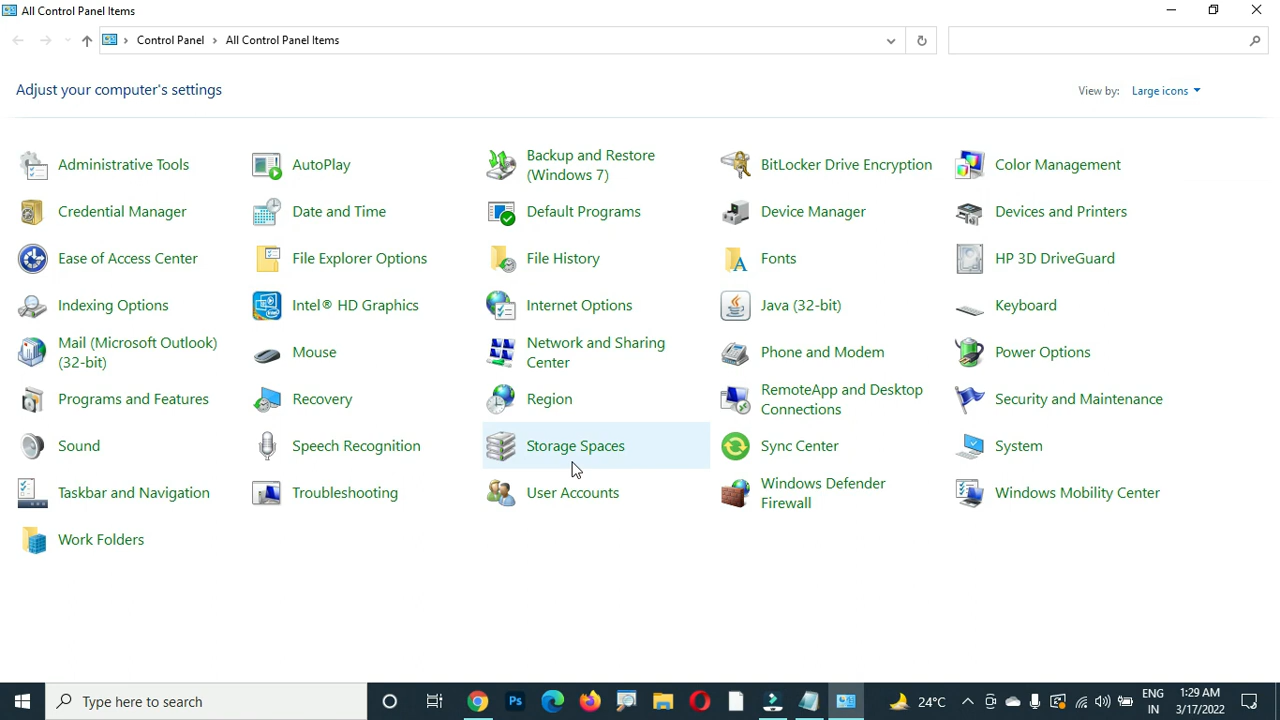 All Control Panel Items
Control Panel > All Control Panel Items
Adjust your computer's settings
View by: Large icons
Administrative Tools
AutoPlay
Backup and Restore
(Windows 7)
BitLocker Drive Encryption
Color Management
Credential Manager
Date and Time
Default Programs
Device Manager
Devices and Printers
Ease of Access Center
File Explorer Options
File History
Fonts
HP 3D DriveGuard
Indexing Options
Intel® HD Graphics
Internet Options
Java (32-bit)
Keyboard
Mail (Microsoft Outlook)
(32-bit)
Mouse
Network and Sharing
Center
Phone and Modem
Power Options
Programs and Features
Recovery
Region
RemoteApp and Desktop
Connections
Security and Maintenance
Sound
Speech Recognition
Storage Spaces
Sync Center
System
Taskbar and Navigation
Troubleshooting
User Accounts
Windows Defender
Firewall
Windows Mobility Center
Work Folders
Type here to search
Ps
24°C
ENG
IN
1:29 AM
3/17/2022